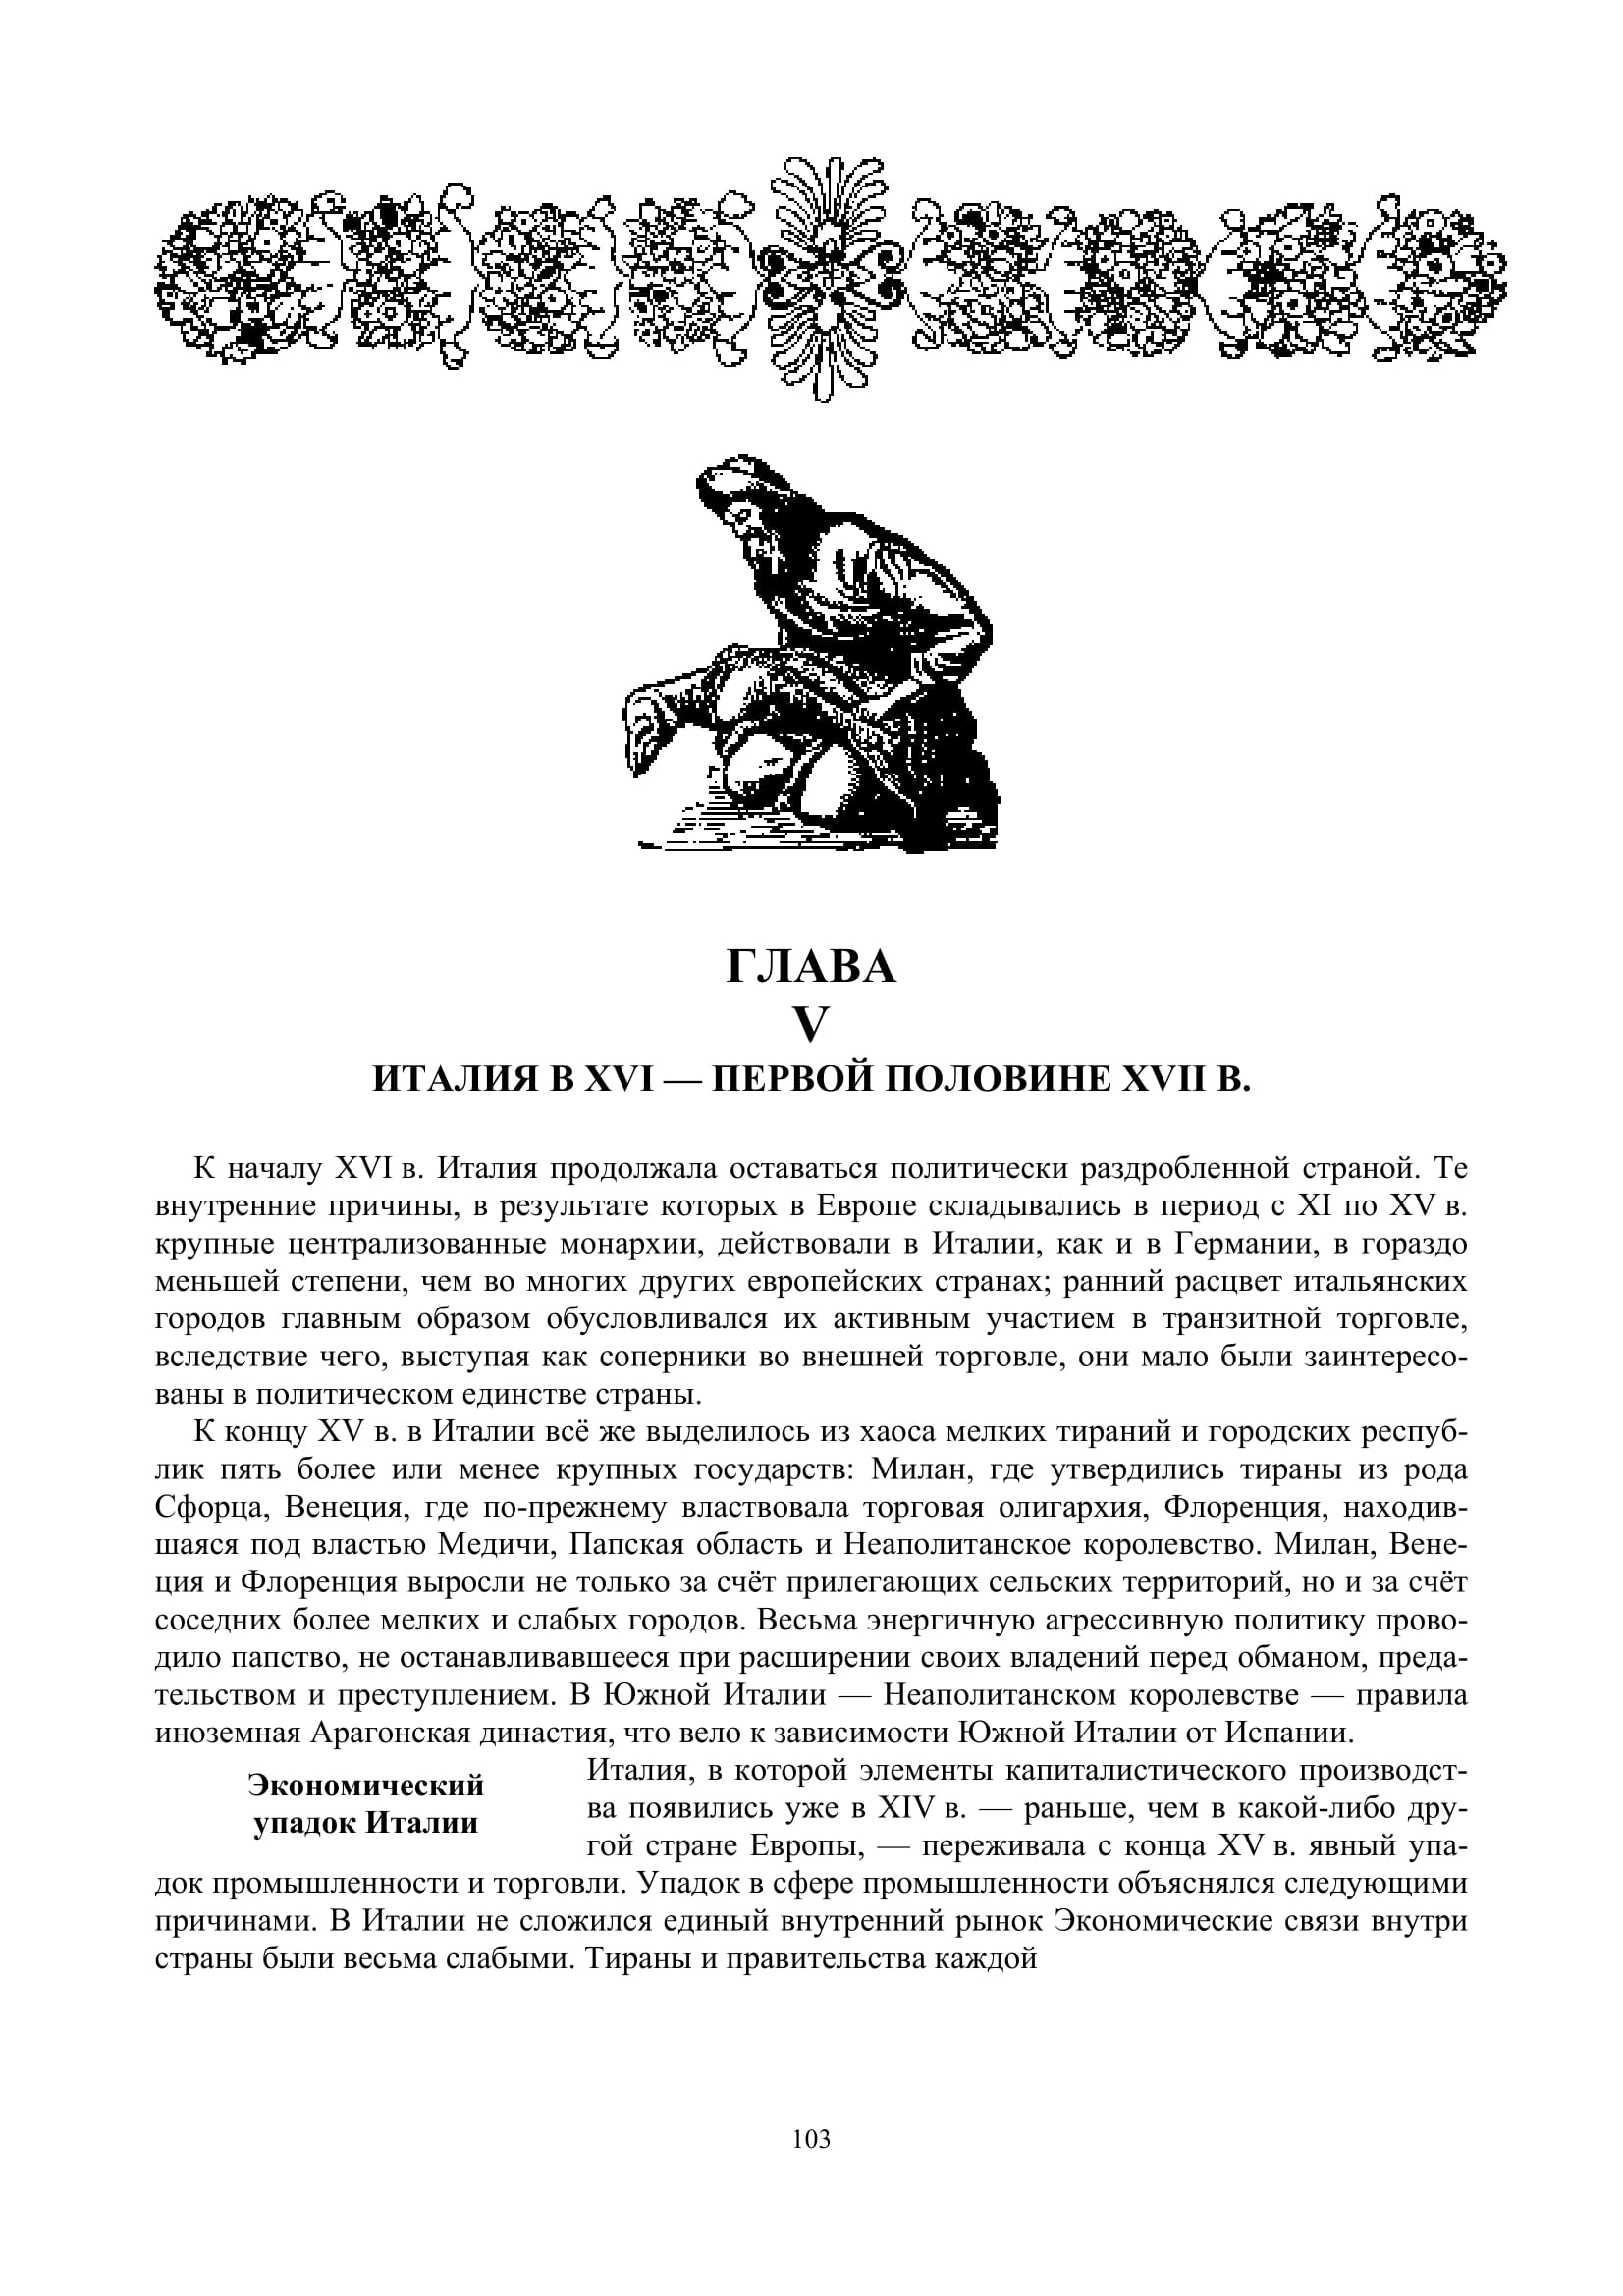 ГЛАВА
V
ИТАЛИЯ В XVI — ПЕРВОЙ ПОЛОВИНЕ XVII В.
К началу XVI в. Италия продолжала оставаться политически раздробленной страной. Те
внутренние причины, в результате которых в Европе складывались в период с XI по XV в.
крупные централизованные монархии, действовали в Италии, как и в Германии, в гораздо
меньшей степени, чем во многих других европейских странах; ранний расцвет итальянских
городов главным образом обусловливался их активным участием в транзитной торговле,
вследствие чего, выступая как соперники во внешней торговле, они мало были заинтересо-
ваны в политическом единстве страны.
К концу XV в. в Италии всё же выделилось из хаоса мелких тираний и городских респуб-
лик пять более или менее крупных государств: Милан, где утвердились тираны из рода
Сфорца, Венеция, где по-прежнему властвовала торговая олигархия, Флоренция, находив-
шаяся под властью Медичи, Папская область и Неаполитанское королевство. Милан, Вене-
ция и Флоренция выросли не только за счёт прилегающих сельских территорий, но и за счёт
соседних более мелких и слабых городов. Весьма энергичную агрессивную политику прово-
дило папство, не останавливавшееся при расширении своих владений перед обманом, преда-
тельством и преступлением. В Южной Италии — Неаполитанском королевстве — правила
иноземная Арагонская династия, что вело к зависимости Южной Италии от Испании.
Экономический
упадок Италии
Италия, в которой элементы капиталистического производст-
ва появились уже в XIV в. — раньше, чем в какой-либо дру-
гой стране Европы, — переживала с конца XV в. явный упа-
док промышленности и торговли. Упадок в сфере промышленности объяснялся следующими
причинами. В Италии не сложился единый внутренний рынок Экономические связи внутри
страны были весьма слабыми. Тираны и правительства каждой
103